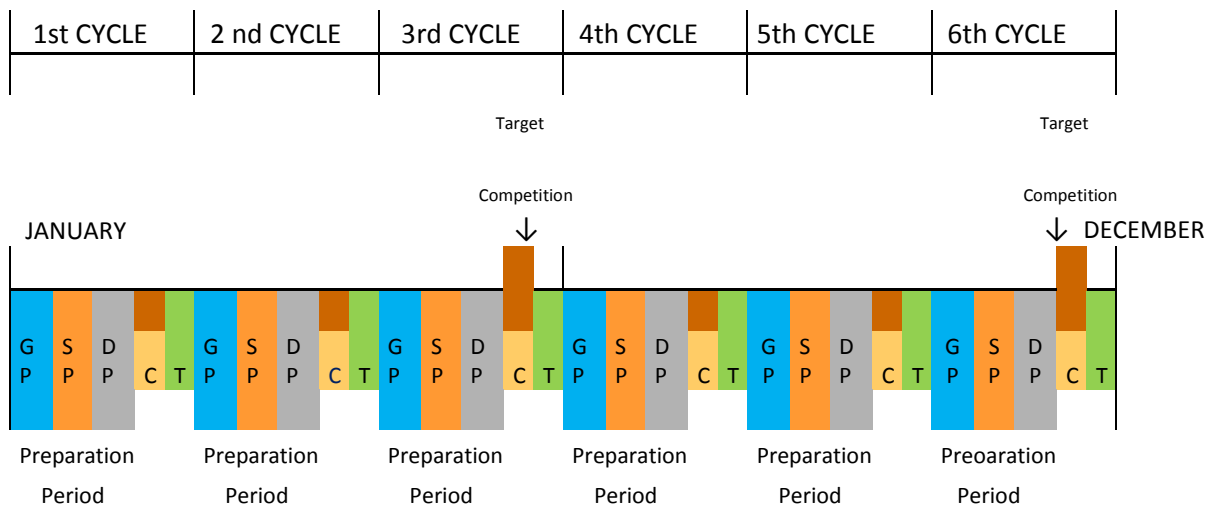 1st CYCLE 2 nd CYCLE 3rd CYCLE 4th CYCLE 5th CYCLE 6th CYCLE
Target Target
Competition Competition
JANUARY ↓ ↓ DECEMBER
G S D G S D G S D G S D G S D G S D
P P P C T P P P C T P P P C T P P P C T P P P C T P P P C T
Preparation Preparation Preparation Preparation Preparation Preoaration
Period Period Period Period Period Period